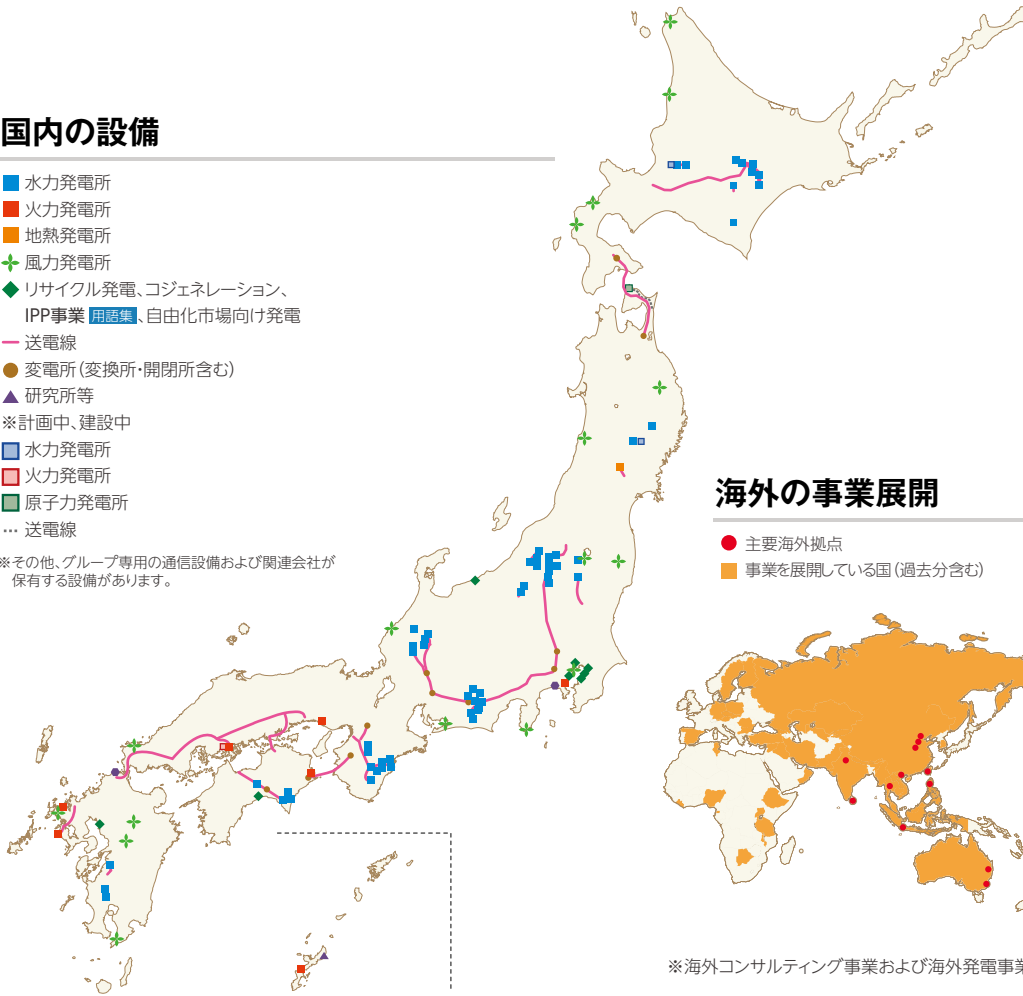 国内の設備
水力発電所
火力発電所
地熱発電所
風力発電所
リサイクル発電、コジェネレーション、
IPP事業 用語集 、自由化市場向け発電
送電線
変電所（変換所・開閉所含む）
研究所等
※計画中、建設中
水力発電所
火力発電所
原子力発電所
送電線
※その他、グループ専用の通信設備および関連会社が
保有する設備があります。
海外の事業展開
主要海外拠点
事業を展開している国（過去分含む）
※海外コンサルティング事業および海外発電事業